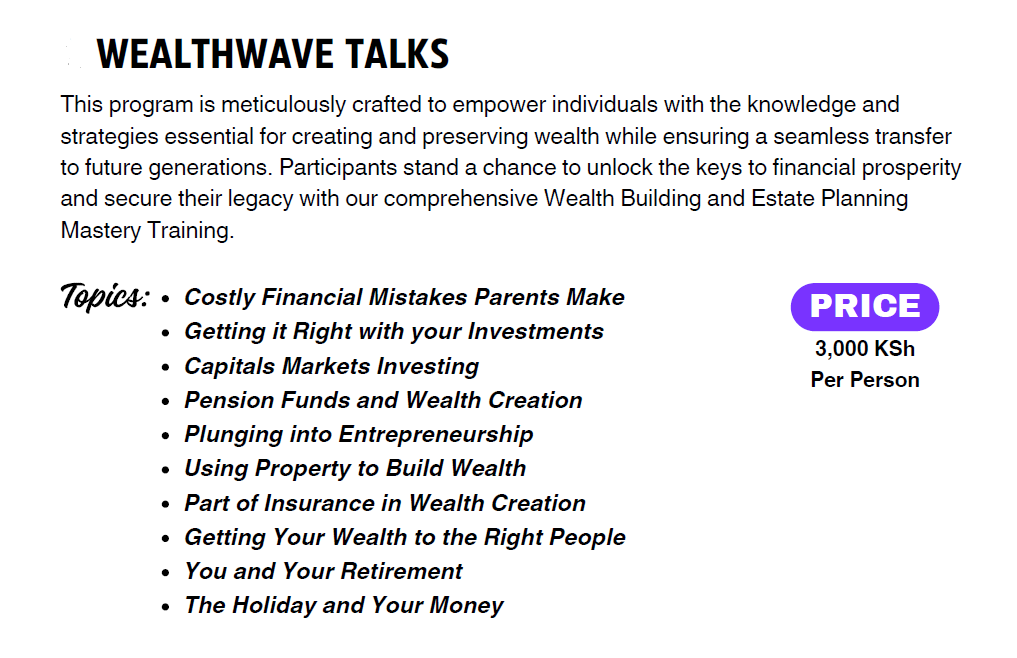 WEALTHWAVE TALKS
This program is meticulously crafted to empower individuals with the knowledge and
strategies essential for creating and preserving wealth while ensuring a seamless transfer
to future generations. Participants stand a chance to unlock the keys to financial prosperity
and secure their legacy with our comprehensive Wealth Building and Estate Planning
Mastery Training.
Topics:
• Costly Financial Mistakes Parents Make
• Getting it Right with your Investments
• Capitals Markets Investing
• Pension Funds and Wealth Creation
• Plunging into Entrepreneurship
• Using Property to Build Wealth
• Part of Insurance in Wealth Creation
• Getting Your Wealth to the Right People
• You and Your Retirement
• The Holiday and Your Money
PRICE
3,000 KSh
Per Person